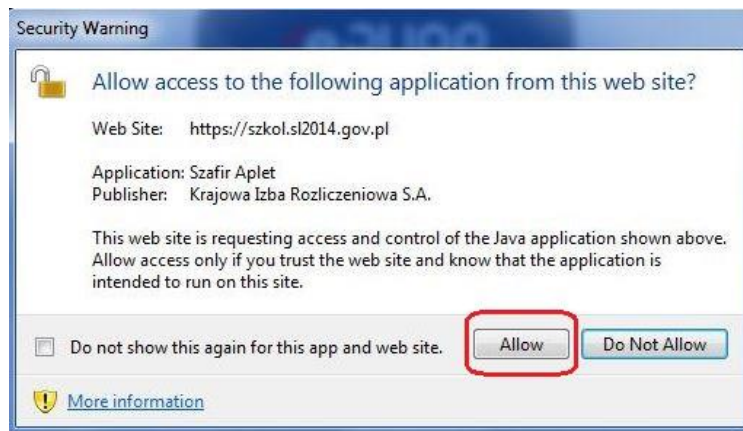 Security Warning
Allow access to the following application from this web site?
Web Site: https://szkol.sl2014.gov.pl
Application: Szafir Aplet
Publisher: Krajowa Izba Rozliczeniowa S.A.
This web site is requesting access and control of the Java application shown above.
Allow access only if you trust the web site and know that the application is
intended to run on this site.
Do not show this again for this app and web site.
Allow
Do Not Allow
More information